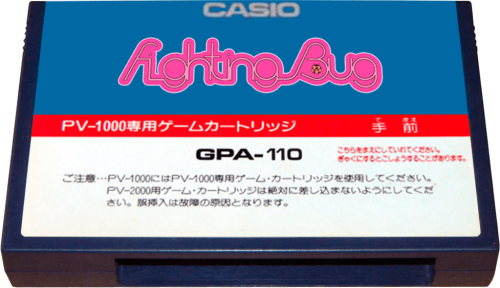 CASIO
Fighting Bug
PV-1000専用ゲームカートリッジ
て まえ
手 前
GPA-110
こちらをまえにしていれてください。
ぎゃくにするとこしょうすることがあります。
ご注意…PV-1000にはPV-1000専用ゲーム・カートリッジを使用してください。
PV-2000用ゲーム・カートリッジは絶対に差し込まないようにしてくだ
さい。誤挿入は故障の原因となります。